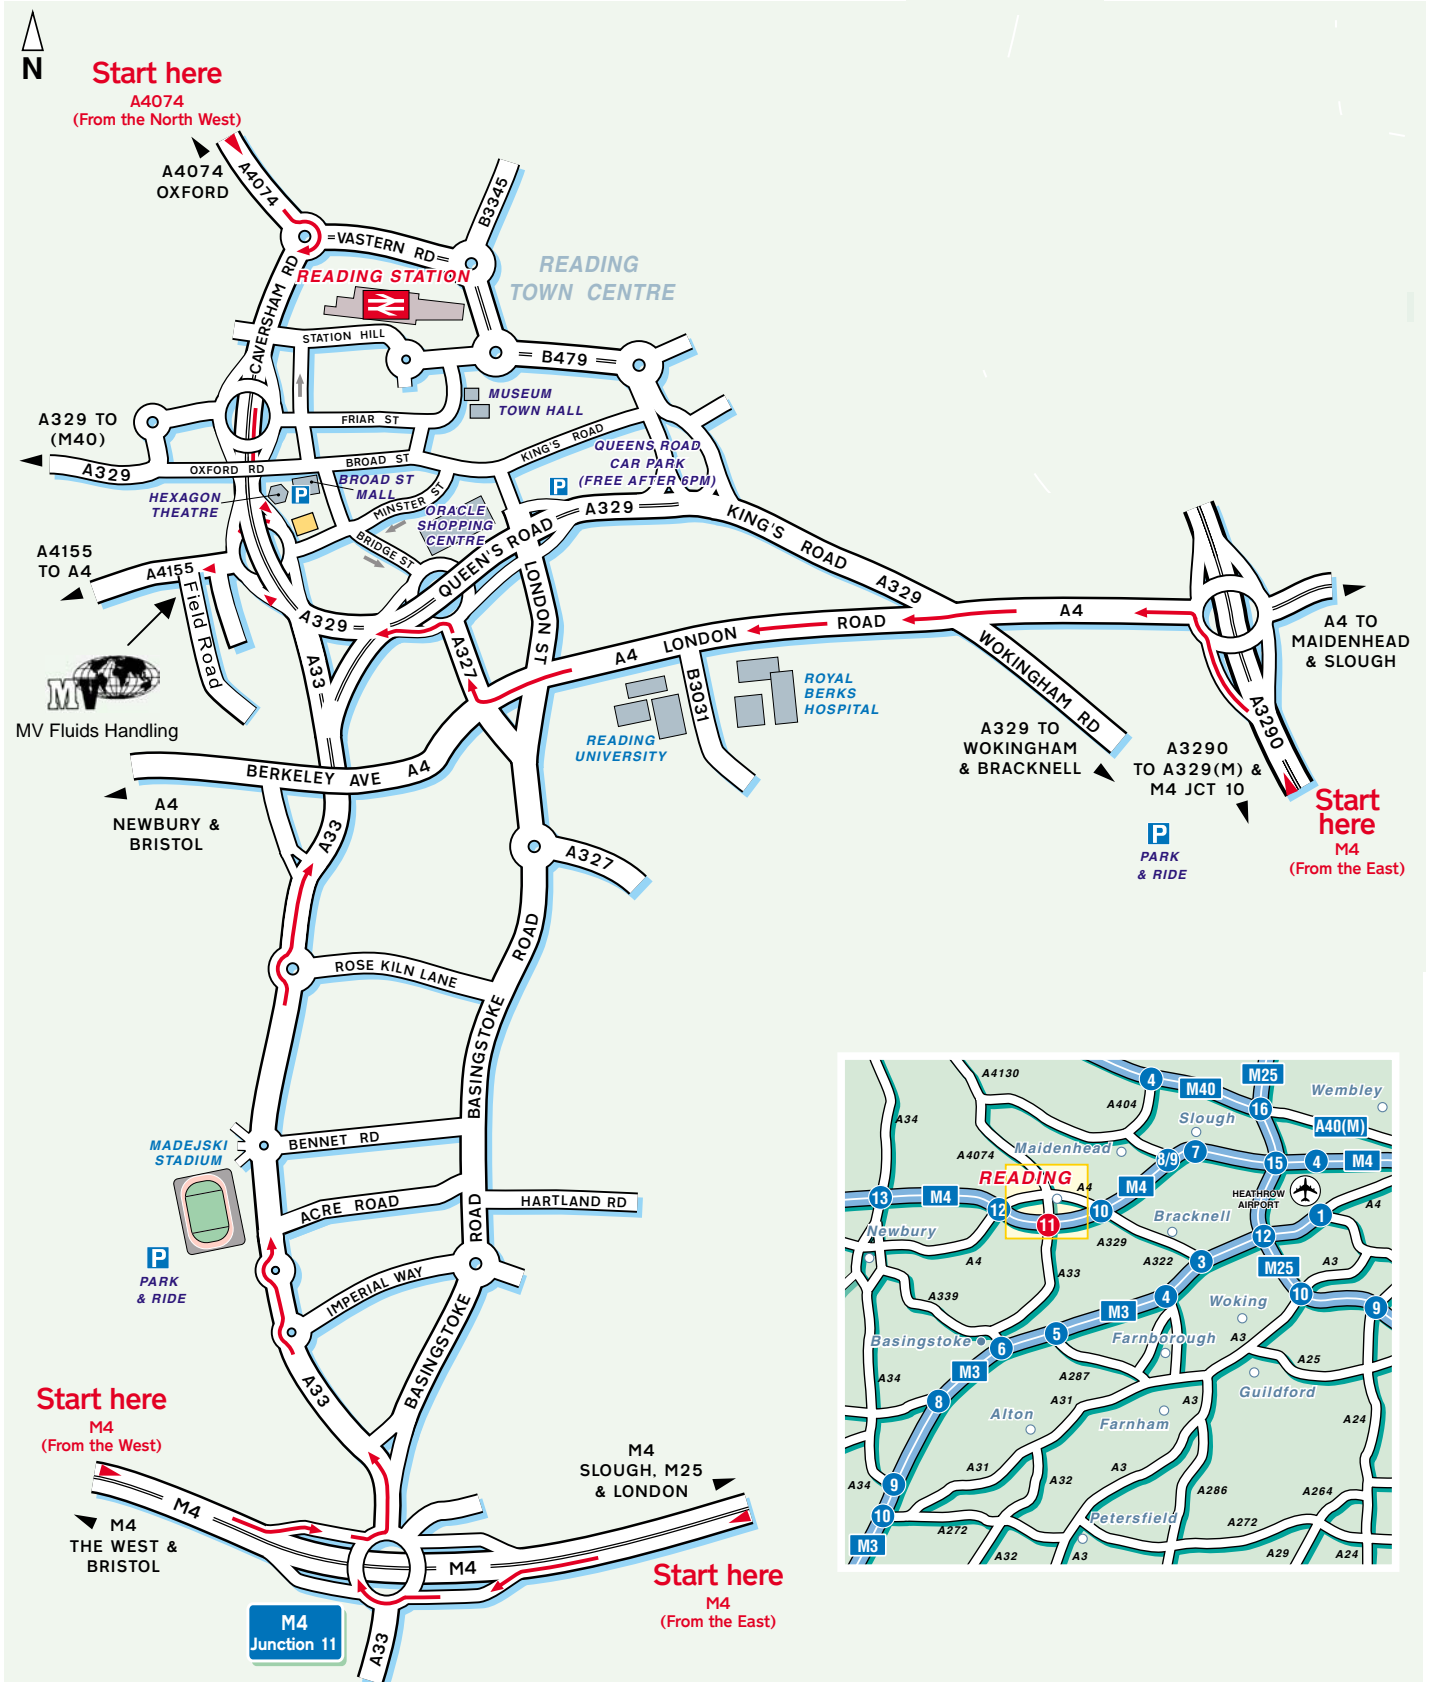 N
Start here
A4074
(From the North West)
A4074
OXFORD
A4074
B3345
=VASTERN RD=
READING STATION
READING
TOWN CENTRE
CAVERSHAM RD
STATION HILL
B479
MUSEUM
TOWN HALL
A329 TO
(M40)
A329
FRIAR ST
KING'S ROAD
QUEENS ROAD
CAR PARK
(FREE AFTER 6PM)
P
OXFORD RD
BROAD ST
HEXAGON
THEATRE
P
BROAD ST
MALL
MINSTER ST
ORACLE
SHOPPING
CENTRE
BRIDGE ST
QUEEN'S ROAD
A329
KING'S ROAD
A329
A4155
TO A4
A4155
Field Road
MV
MV Fluids Handling
A329
A33
A327
LONDON ST
A4 LONDON ROAD
A4
B3031
WOKINGHAM RD
A4 TO
MAIDENHEAD
& SLOUGH
A3290
ROYAL
BERKS
HOSPITAL
READING
UNIVERSITY
A329 TO
WOKINGHAM
& BRACKNELL
A3290
TO A329(M) &
M4 JCT 10
P
PARK
& RIDE
Start
here
M4
(From the East)
BERKELEY AVE A4
A4
NEWBURY &
BRISTOL
A33
A327
ROSE KILN LANE
BASINGSTOKE ROAD
MADEJSKI
STADIUM
BENNET RD
ACRE ROAD
HARTLAND RD
P
PARK
& RIDE
IMPERIAL WAY
BASINGSTOKE ROAD
A33
Start here
M4
(From the West)
M4
M4
THE WEST &
BRISTOL
M4
SLOUGH, M25
& LONDON
M4
Start here
M4
(From the East)
M4
Junction 11
A33
A4130
4
M40
M25
Wembley
A34
A404
16
Slough
A40(M)
A4074
Maidenhead
8/9
7
15
4
M4
READING
A4
M4
HEATHROW
AIRPORT
13
M4
12
11
10
Bracknell
1
A4
Newbury
A329
12
A4
A33
A322
3
M25
A3
A339
4
Woking
10
9
M3
Basingstoke
6
5
Farnborough
A3
M3
A25
A34
A287
Guildford
8
A31
A3
Alton
Farnham
A24
A31
A3
A34
9
A32
A286
A264
10
Petersfield
A272
A272
M3
A32
A3
A29
A24